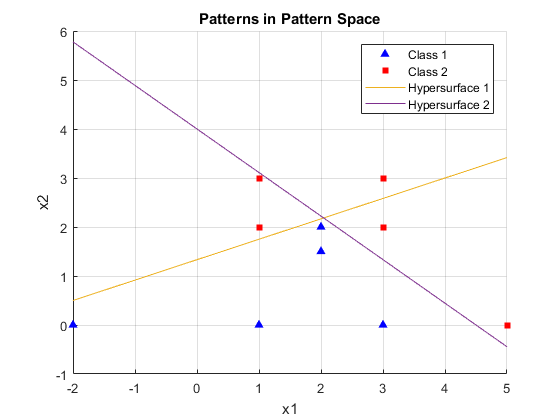 Patterns in Pattern Space
6
5
4
3
2
1
0
-1
x2
-2
-1
0
1
2
3
4
5
x1
Class 1
Class 2
Hypersurface 1
Hypersurface 2